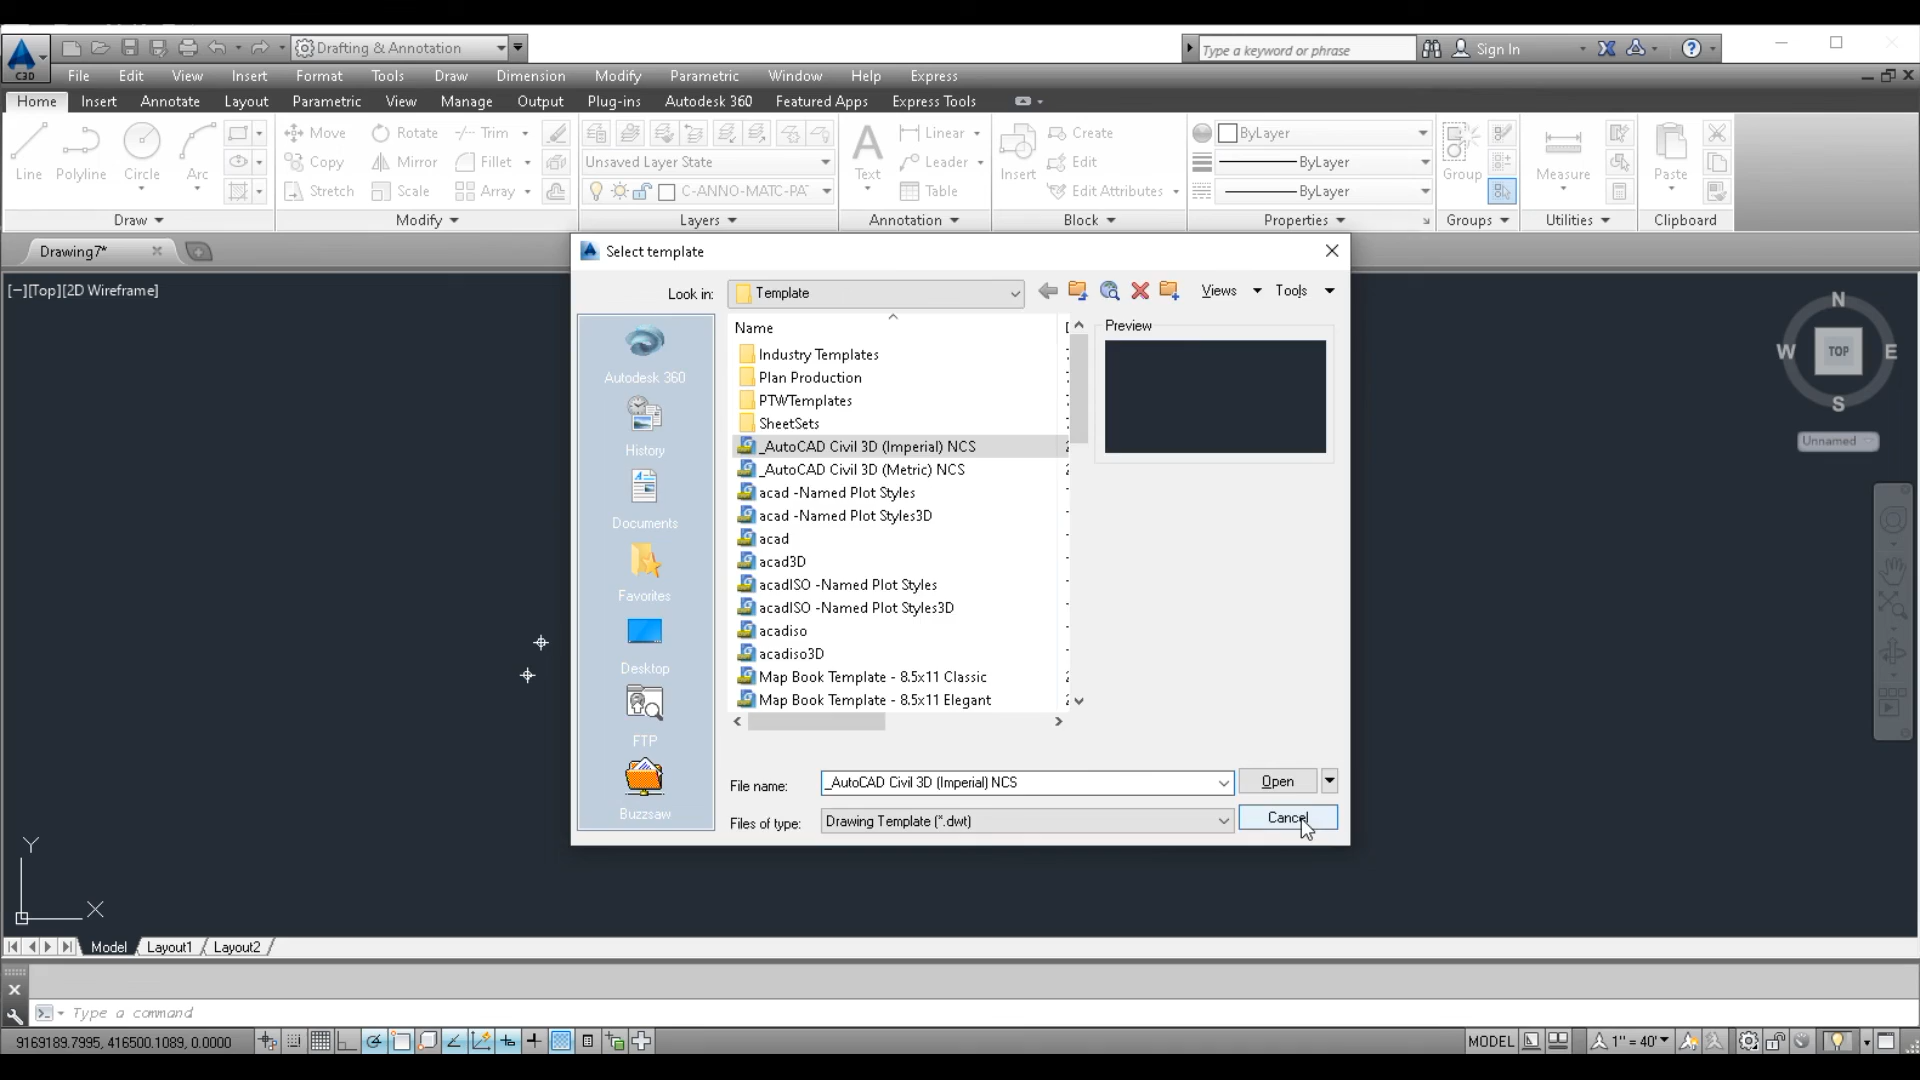 Drafting & Annotation
Type a keyword or phrase
Sign In
C3D
File Edit View Insert Format Tools Draw Dimension Modify Parametric Window Help Express
Home Insert Annotate Layout Parametric View Manage Output Plug-ins Autodesk 360 Featured Apps Express Tools
Line Polyline Circle Arc
Move Rotate Trim
Copy Mirror Fillet
Stretch Scale Array
Unsaved Layer State
C-ANNO-MATC-PAT
Text
Linear
Leader
Table
Insert
Create
Edit
Edit Attributes
ByLayer
ByLayer
ByLayer
Group
Measure
Paste
Draw Modify Layers Annotation Block Properties Groups Utilities Clipboard
Drawing7*
[−][Top][2D Wireframe]
Select template
Look in: Template
Views Tools
Autodesk 360
History
Documents
Favorites
Desktop
FTP
Buzzsaw
Name
Industry Templates
Plan Production
PTWTemplates
SheetSets
_AutoCAD Civil 3D (Imperial) NCS
_AutoCAD Civil 3D (Metric) NCS
acad -Named Plot Styles
acad -Named Plot Styles3D
acad
acad3D
acadISO -Named Plot Styles
acadISO -Named Plot Styles3D
acadiso
acadiso3D
Map Book Template - 8.5x11 Classic
Map Book Template - 8.5x11 Elegant
Preview
File name: _AutoCAD Civil 3D (Imperial) NCS
Open
Files of type: Drawing Template (*.dwt)
Cancel
N
W TOP E
S
Unnamed
Y
X
Model Layout1 Layout2
Type a command
9169189.7995, 416500.1089, 0.0000
MODEL
1" = 40'